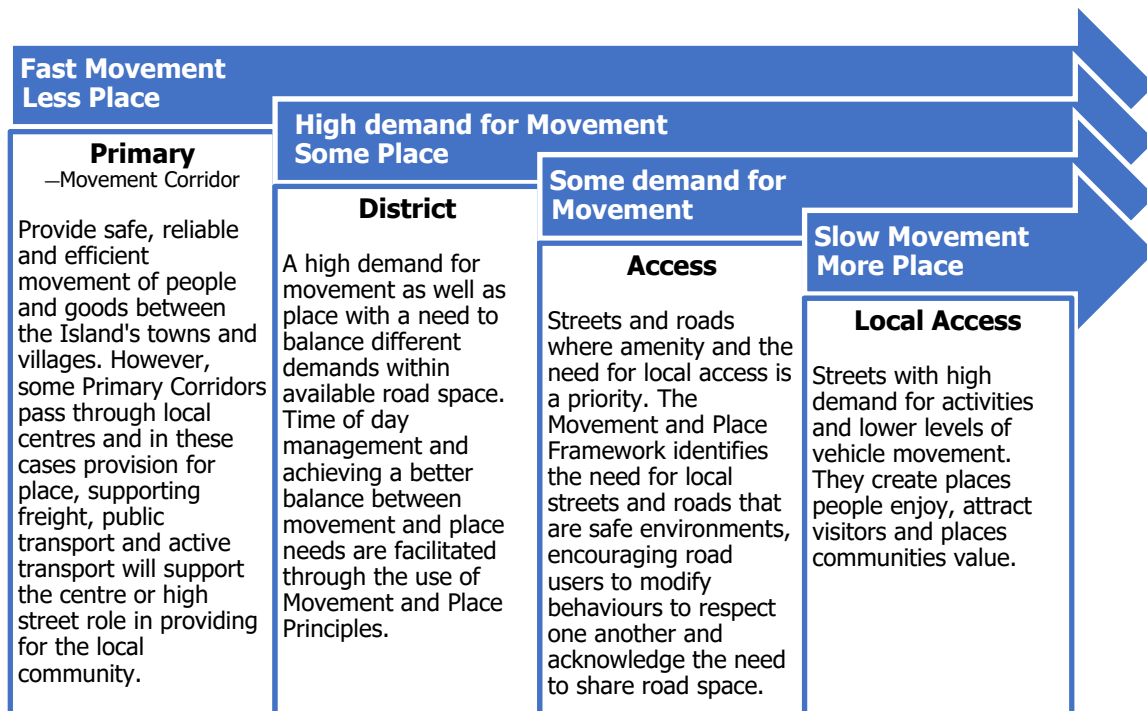 Fast Movement
Less Place
Primary
—Movement Corridor
Provide safe, reliable
and efficient
movement of people
and goods between
the Island's towns and
villages. However,
some Primary Corridors
pass through local
centres and in these
cases provision for
place, supporting
freight, public
transport and active
transport will support
the centre or high
street role in providing
for the local
community.
High demand for Movement
Some Place
District
A high demand for
movement as well as
place with a need to
balance different
demands within
available road space.
Time of day
management and
achieving a better
balance between
movement and place
needs are facilitated
through the use of
Movement and Place
Principles.
Some demand for
Movement
Access
Streets and roads
where amenity and the
need for local access is
a priority. The
Movement and Place
Framework identifies
the need for local
streets and roads that
are safe environments,
encouraging road
users to modify
behaviours to respect
one another and
acknowledge the need
to share road space.
Slow Movement
More Place
Local Access
Streets with high
demand for activities
and lower levels of
vehicle movement.
They create places
people enjoy, attract
visitors and places
communities value.